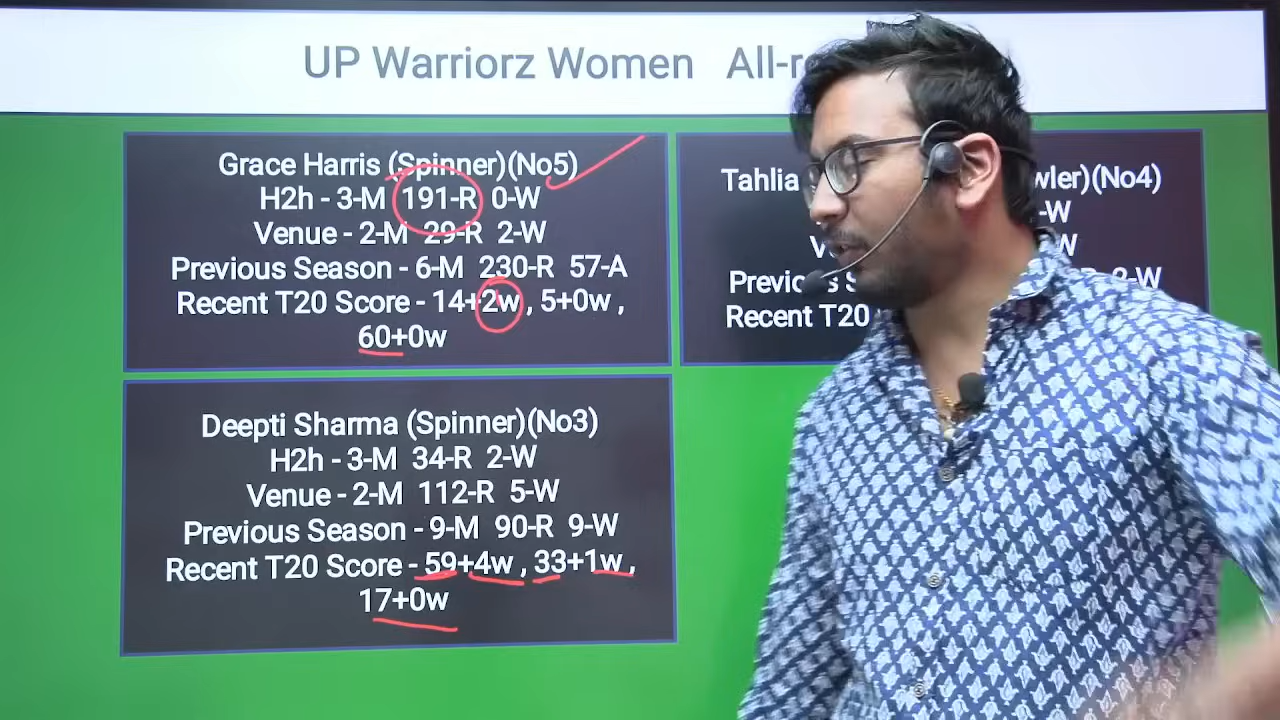 UP Warriorz Women All-r
Grace Harris (Spinner)(No5)
H2h - 3-M 191-R 0-W
Venue - 2-M 29-R 2-W
Previous Season - 6-M 230-R 57-A
Recent T20 Score - 14+2w , 5+0w ,
60+0w
Tahlia wler)(No4)
-W
W
Previous S 2-W
Recent T20
Deepti Sharma (Spinner)(No3)
H2h - 3-M 34-R 2-W
Venue - 2-M 112-R 5-W
Previous Season - 9-M 90-R 9-W
Recent T20 Score - 59+4w , 33+1w ,
17+0w